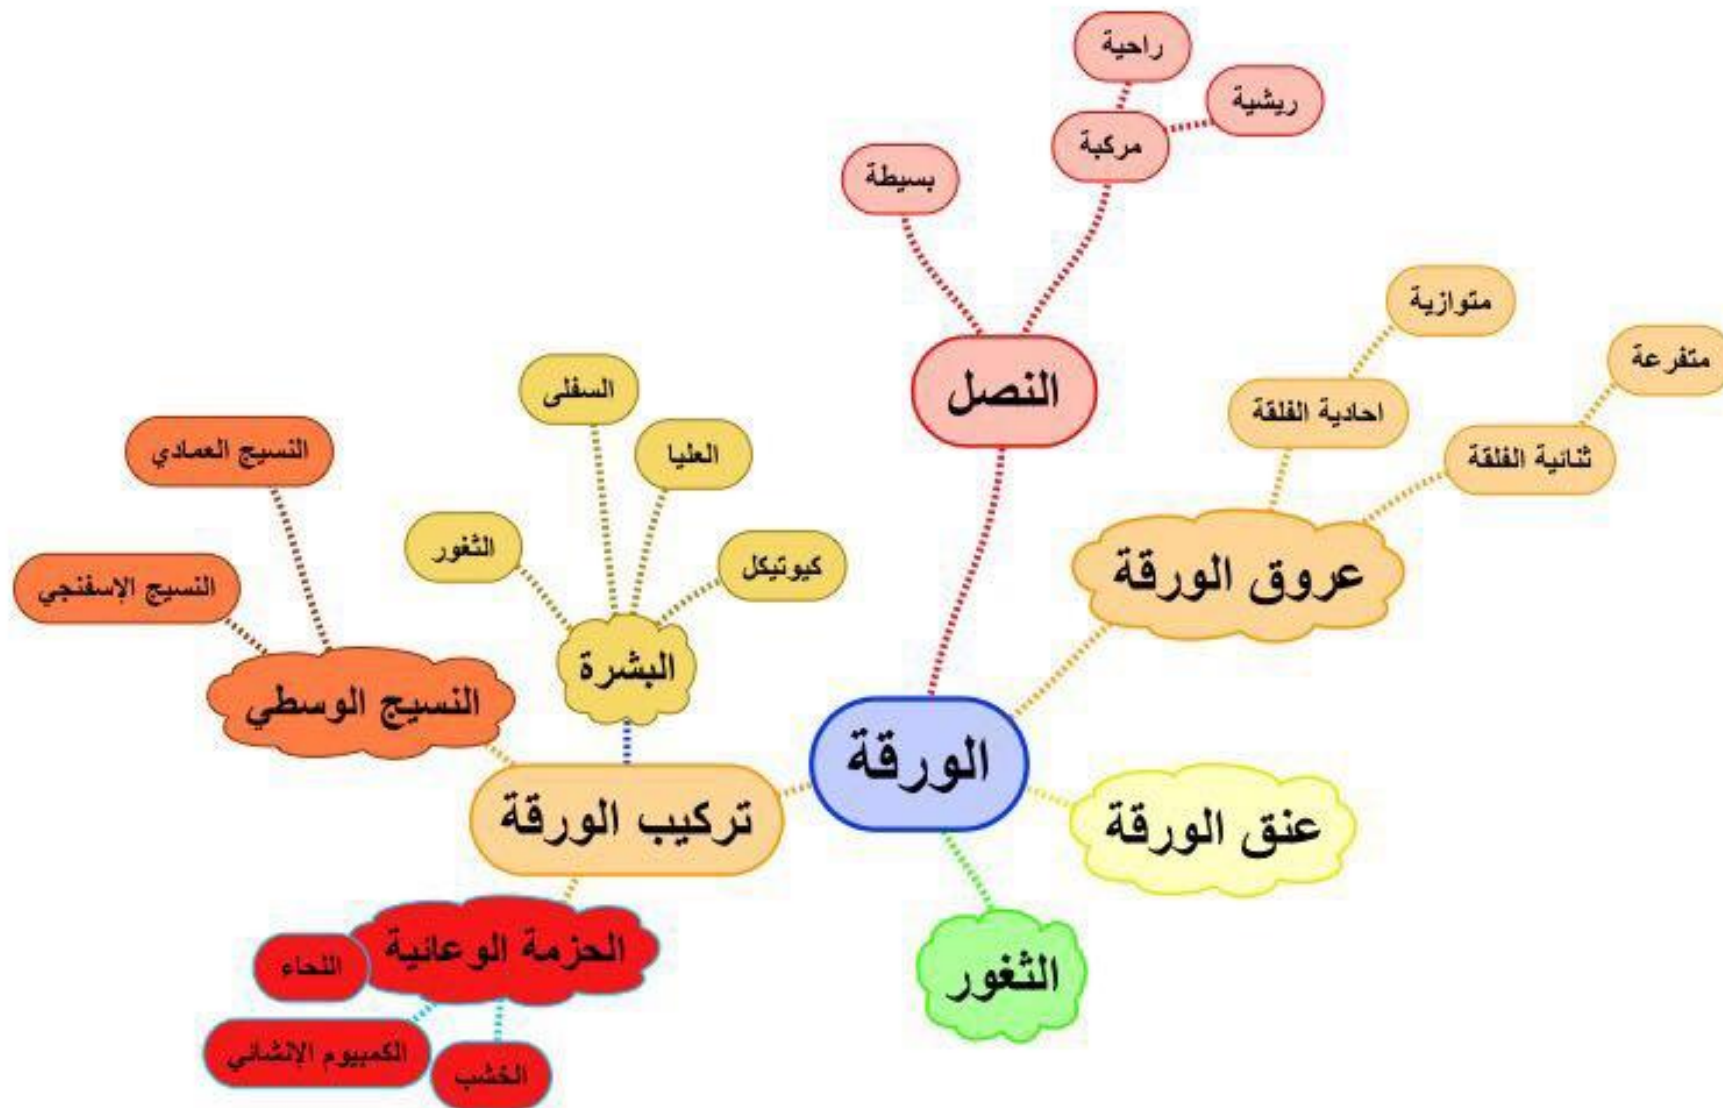 راحية
ريشية
مركبة
بسيطة
النصل
متوازية
متفرعة
احادية الفلقة
ثنائية الفلقة
عروق الورقة
السفلى
العليا
الثغور
كيوتيكل
البشرة
النسيج العمادي
النسيج الإسفنجي
النسيج الوسطي
الورقة
تركيب الورقة
عنق الورقة
الثغور
الحزمة الوعائية
اللحاء
الكمبيوم الإنشائي
الخشب